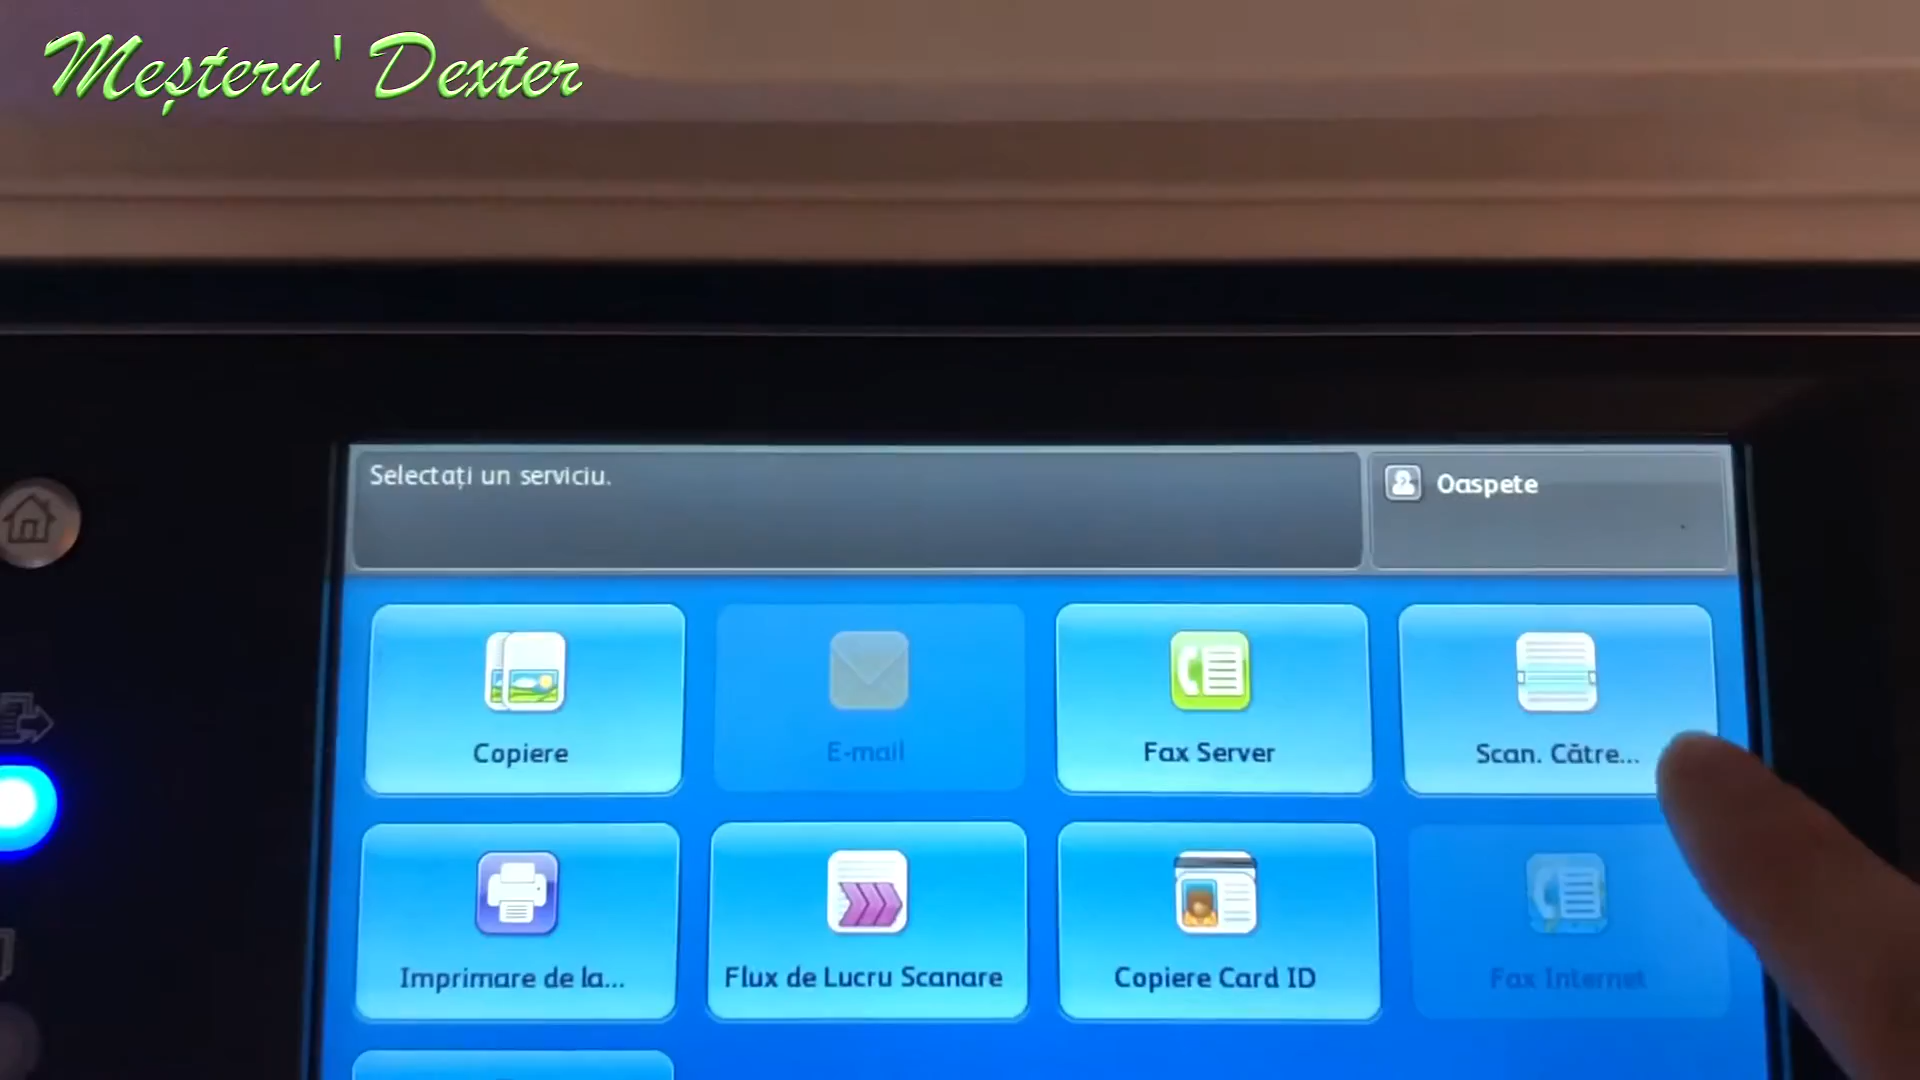 Meșteru' Dexter
Selectați un serviciu.
Oaspete
Copiere
E-mail
Fax Server
Scan. Către...
Imprimare de la...
Flux de Lucru Scanare
Copiere Card ID
Fax Internet